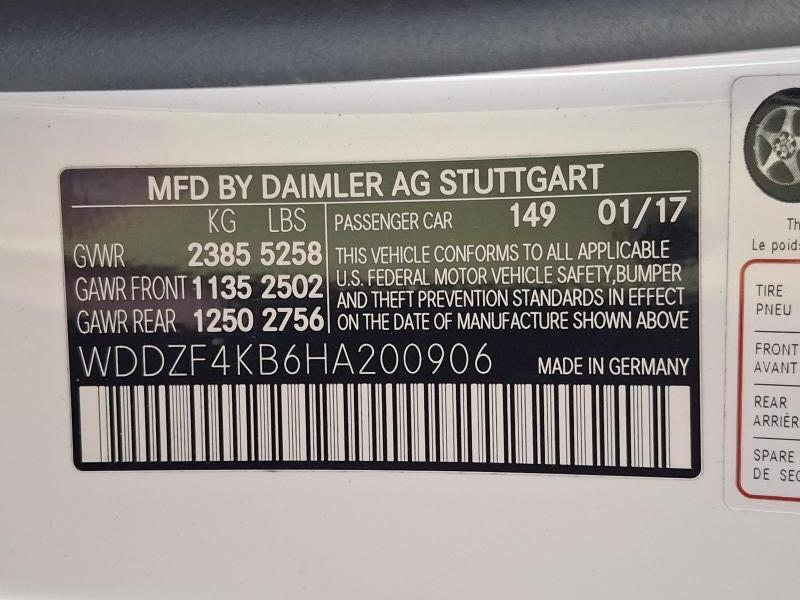 MFD BY DAIMLER AG STUTTGART
KG LBS
GVWR 2385 5258
GAWR FRONT 1135 2502
GAWR REAR 1250 2756
PASSENGER CAR 149 01/17
THIS VEHICLE CONFORMS TO ALL APPLICABLE
U.S. FEDERAL MOTOR VEHICLE SAFETY,BUMPER
AND THEFT PREVENTION STANDARDS IN EFFECT
ON THE DATE OF MANUFACTURE SHOWN ABOVE
WDDZF4KB6HA200906 MADE IN GERMANY
Le
TIRE
PNEU
FRONT
AVANT
REAR
SPARE
DE